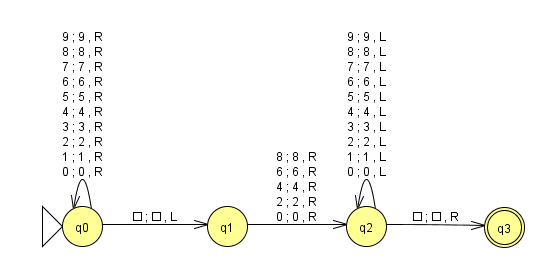 9 ; 9 , R
8 ; 8 , R
7 ; 7 , R
6 ; 6 , R
5 ; 5 , R
4 ; 4 , R
3 ; 3 , R
2 ; 2 , R
1 ; 1 , R
0 ; 0 , R
9 ; 9 , L
8 ; 8 , L
7 ; 7 , L
6 ; 6 , L
5 ; 5 , L
4 ; 4 , L
3 ; 3 , L
2 ; 2 , L
1 ; 1 , L
0 ; 0 , L
8 ; 8 , R
6 ; 6 , R
4 ; 4 , R
2 ; 2 , R
0 ; 0 , R
q0
□ ; □ , L
q1
q2
□ ; □ , R
q3